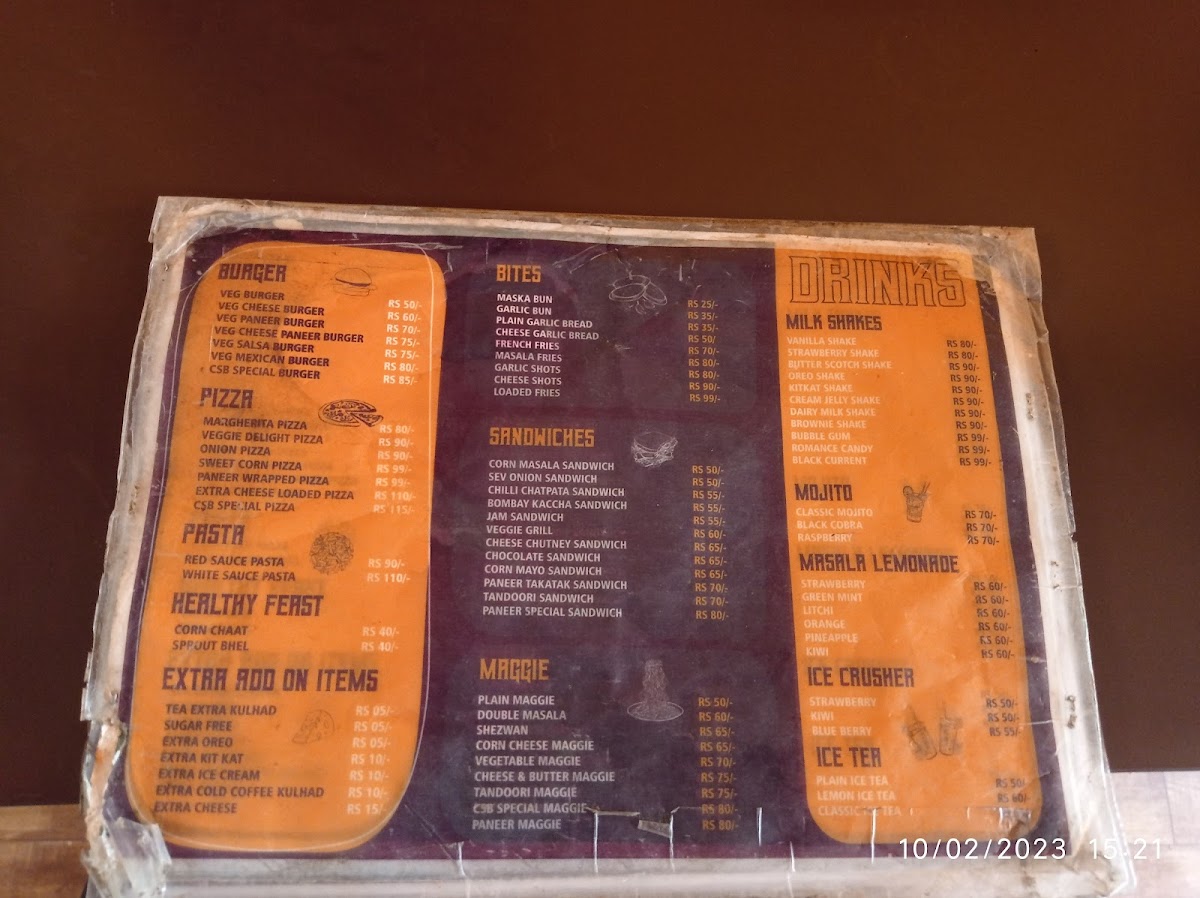 BURGER
VEG BURGER RS 50/-
VEG CHEESE BURGER RS 60/-
VEG PANEER BURGER RS 70/-
VEG CHEESE PANEER BURGER RS 75/-
VEG SALSA BURGER RS 75/-
VEG MEXICAN BURGER RS 80/-
CSB SPECIAL BURGER RS 85/-
PIZZA
MARGHERITA PIZZA RS 80/-
VEGGIE DELIGHT PIZZA RS 90/-
ONION PIZZA RS 90/-
SWEET CORN PIZZA RS 99/-
PANEER WRAPPED PIZZA RS 99/-
EXTRA CHEESE LOADED PIZZA RS 110/-
CSB SPECIAL PIZZA RS 115/-
PASTA
RED SAUCE PASTA RS 90/-
WHITE SAUCE PASTA RS 110/-
HEALTHY FEAST
CORN CHAAT RS 40/-
SPROUT BHEL RS 40/-
EXTRA ADD ON ITEMS
TEA EXTRA KULHAD RS 05/-
SUGAR FREE RS 05/-
EXTRA OREO RS 05/-
EXTRA KIT KAT RS 10/-
EXTRA ICE CREAM RS 10/-
EXTRA COLD COFFEE KULHAD RS 10/-
EXTRA CHEESE RS 15/-
BITES
MASKA BUN RS 25/-
GARLIC BUN RS 35/-
PLAIN GARLIC BREAD RS 35/-
CHEESE GARLIC BREAD RS 50/
FRENCH FRIES RS 70/-
MASALA FRIES RS 80/-
GARLIC SHOTS RS 80/-
CHEESE SHOTS RS 90/-
LOADED FRIES RS 99/-
SANDWICHES
CORN MASALA SANDWICH RS 50/-
SEV ONION SANDWICH RS 50/-
CHILLI CHATPATA SANDWICH RS 55/-
BOMBAY KACCHA SANDWICH RS 55/-
JAM SANDWICH RS 55/-
VEGGIE GRILL RS 60/-
CHEESE CHUTNEY SANDWICH RS 65/-
CHOCOLATE SANDWICH RS 65/-
CORN MAYO SANDWICH RS 65/-
PANEER TAKATAK SANDWICH RS 70/-
TANDOORI SANDWICH RS 70/-
PANEER SPECIAL SANDWICH RS 80/-
MAGGIE
PLAIN MAGGIE RS 50/-
DOUBLE MASALA RS 60/-
SHEZWAN RS 65/-
CORN CHEESE MAGGIE RS 65/-
VEGETABLE MAGGIE RS 70/-
CHEESE & BUTTER MAGGIE RS 75/-
TANDOORI MAGGIE RS 75/-
CSB SPECIAL MAGGIE RS 80/-
PANEER MAGGIE RS 80/-
DRINKS
MILK SHAKES
VANILLA SHAKE RS 80/-
STRAWBERRY SHAKE RS 80/-
BUTTER SCOTCH SHAKE RS 90/-
OREO SHAKE RS 90/-
KITKAT SHAKE RS 90/-
CREAM JELLY SHAKE RS 90/-
DAIRY MILK SHAKE RS 90/-
BROWNIE SHAKE RS 90/-
BUBBLE GUM RS 99/-
ROMANCE CANDY RS 99/-
BLACK CURRENT RS 99/-
MOJITO
CLASSIC MOJITO RS 70/-
BLACK COBRA RS 70/-
RASPBERRY RS 70/-
MASALA LEMONADE
STRAWBERRY RS 60/-
GREEN MINT RS 60/-
LITCHI RS 60/-
ORANGE RS 60/-
PINEAPPLE RS 60/-
KIWI RS 60/-
ICE CRUSHER
STRAWBERRY RS 50/-
KIWI RS 50/-
BLUE BERRY RS 55/-
ICE TEA
PLAIN ICE TEA RS 50/-
LEMON ICE TEA RS 60/-
CLASSIC ICE TEA
10/02/2023 15:21